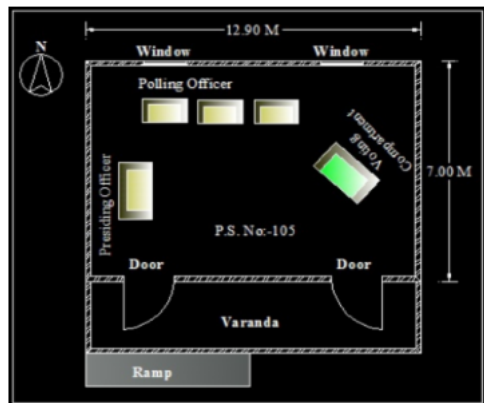 12.90 M
N
Window
Window
Polling Officer
Voting
Compartment
7.00 M
Presiding Officer
P.S. No:-105
Door
Door
Varanda
Ramp